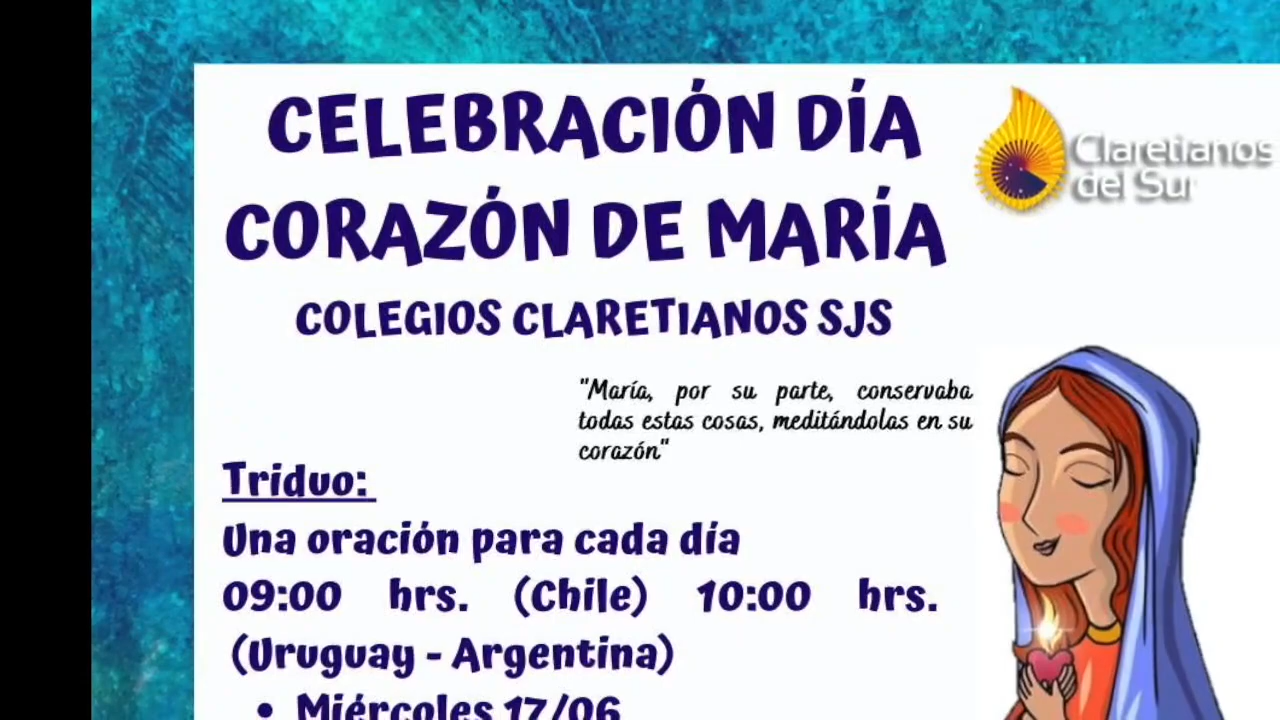 CELEBRACIÓN DÍA
CORAZÓN DE MARÍA
COLEGIOS CLARETIANOS SJS
Claretianos
del Sur
"María, por su parte, conservaba
todas estas cosas, meditándolas en su
corazón"
Triduo:
Una oración para cada día
09:00 hrs. (Chile) 10:00 hrs.
(Uruguay - Argentina)
• Miércoles 17/06